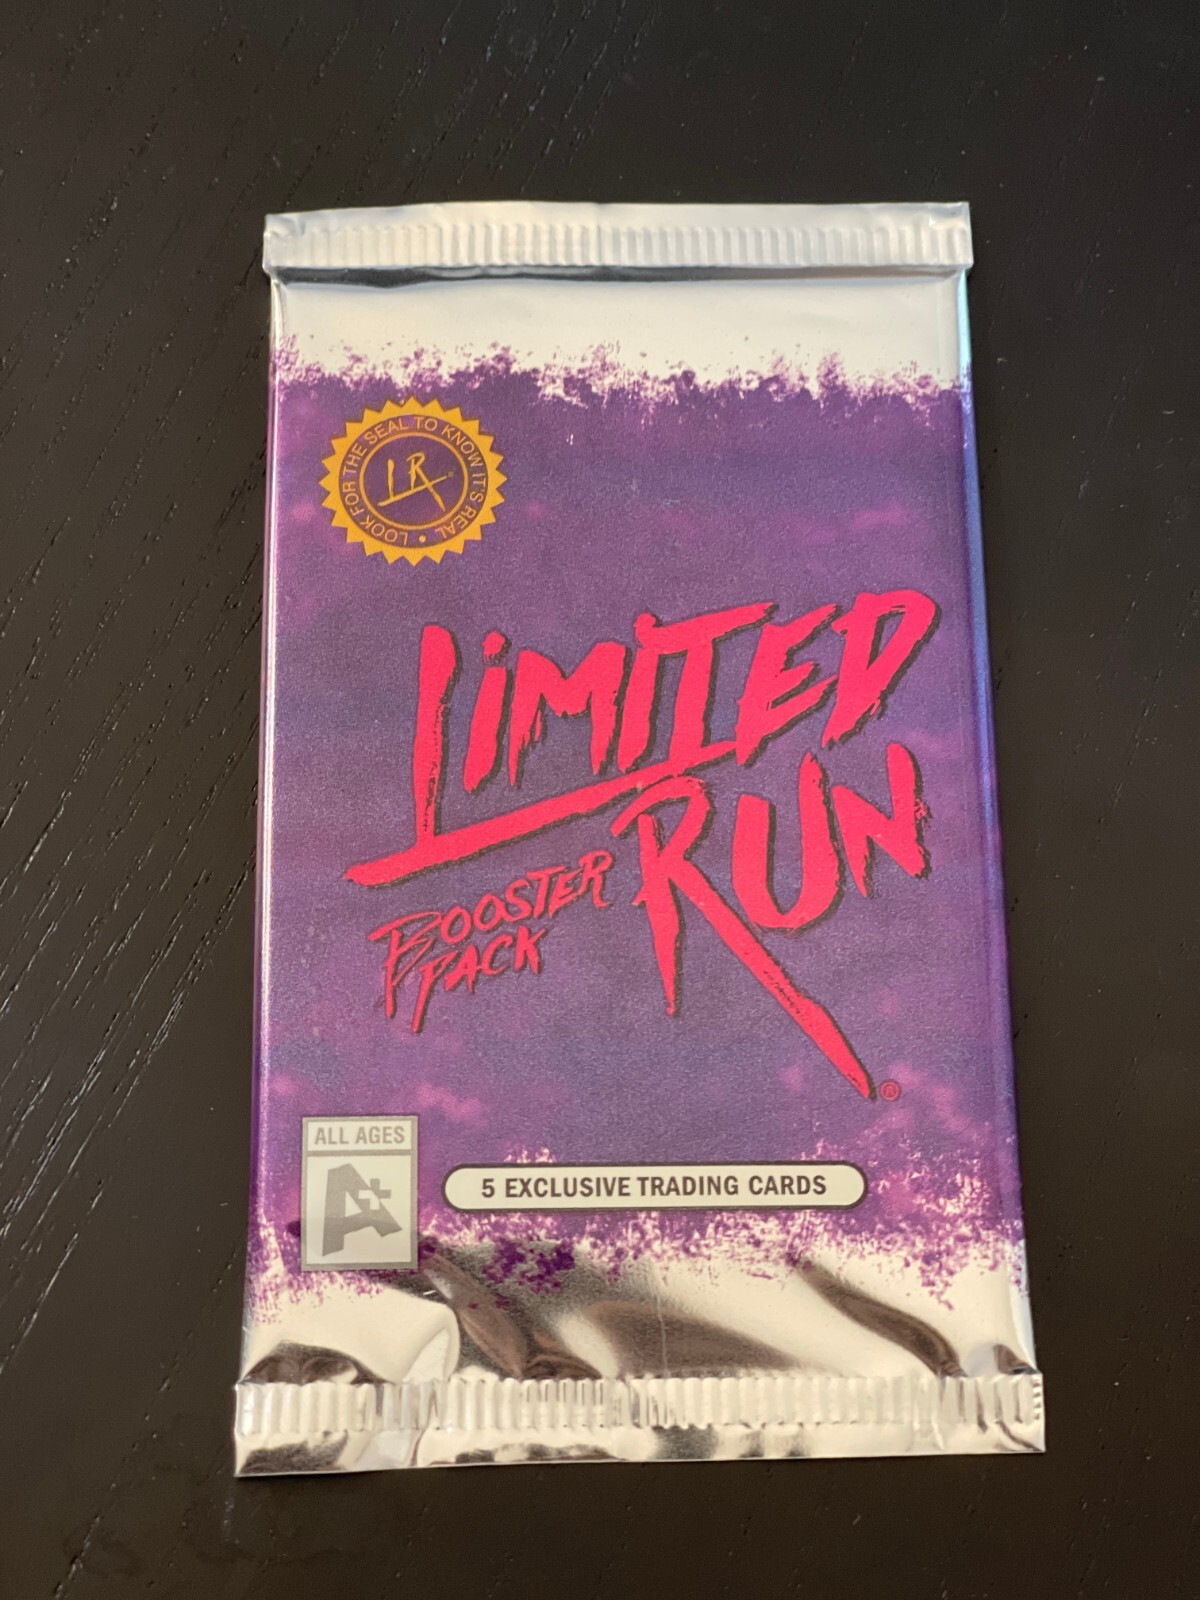 LOOK FOR THE SEAL TO KNOW IT'S REAL •
LR
LIMITED
RUN
BOOSTER
PACK
®
ALL AGES
A+
5 EXCLUSIVE TRADING CARDS